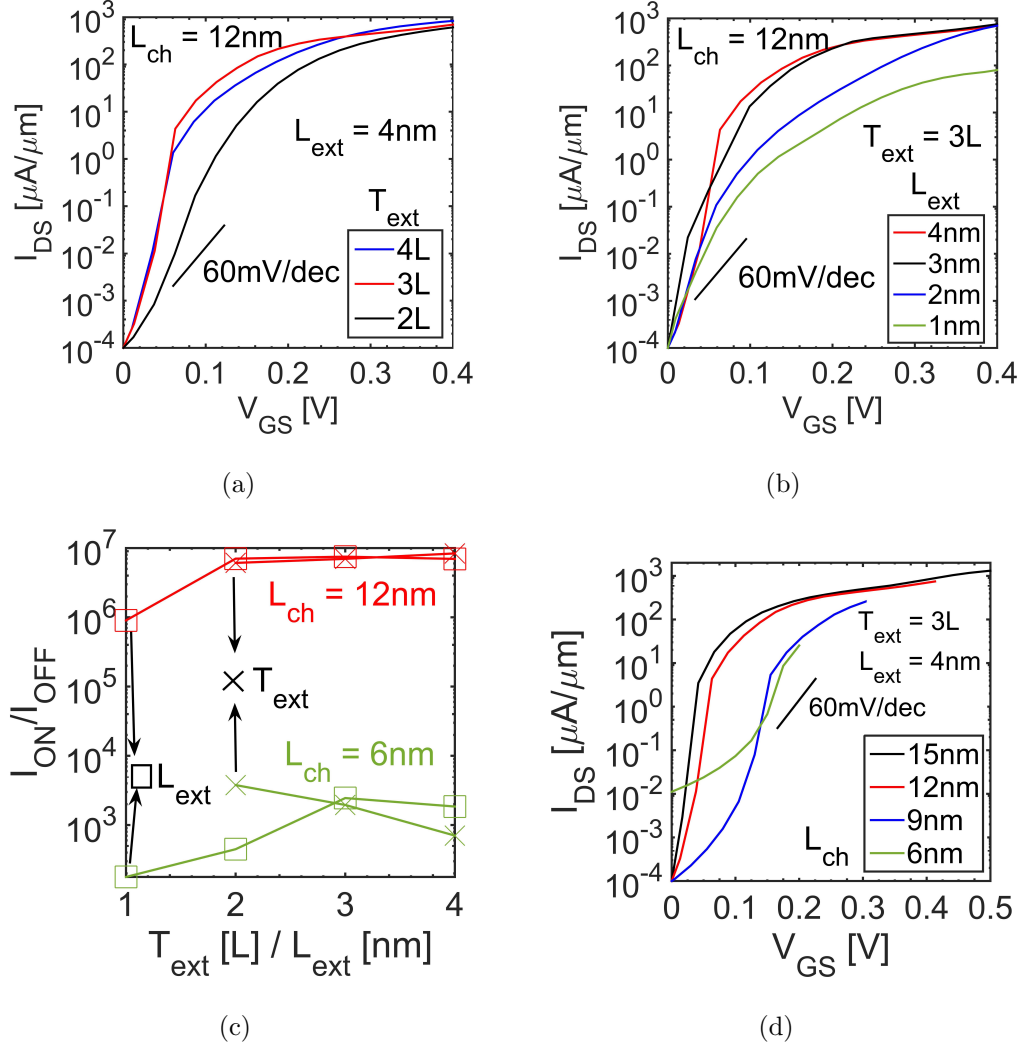 L_ch = 12nm
L_ext = 4nm
T_ext
4L
3L
2L
60mV/dec
I_DS [μA/μm]
10^3
10^2
10^1
10^0
10^-1
10^-2
10^-3
10^-4
0 0.1 0.2 0.3 0.4
V_GS [V]
(a)
L_ch = 12nm
T_ext = 3L
L_ext
4nm
3nm
2nm
1nm
60mV/dec
I_DS [μA/μm]
10^3
10^2
10^1
10^0
10^-1
10^-2
10^-3
10^-4
0 0.1 0.2 0.3 0.4
V_GS [V]
(b)
I_ON/I_OFF
10^7
10^6
10^5
10^4
10^3
L_ch = 12nm
T_ext
L_ch = 6nm
L_ext
1 2 3 4
T_ext [L] / L_ext [nm]
(c)
I_DS [μA/μm]
10^3
10^2
10^1
10^0
10^-1
10^-2
10^-3
10^-4
T_ext = 3L
L_ext = 4nm
60mV/dec
L_ch
15nm
12nm
9nm
6nm
0 0.1 0.2 0.3 0.4 0.5
V_GS [V]
(d)